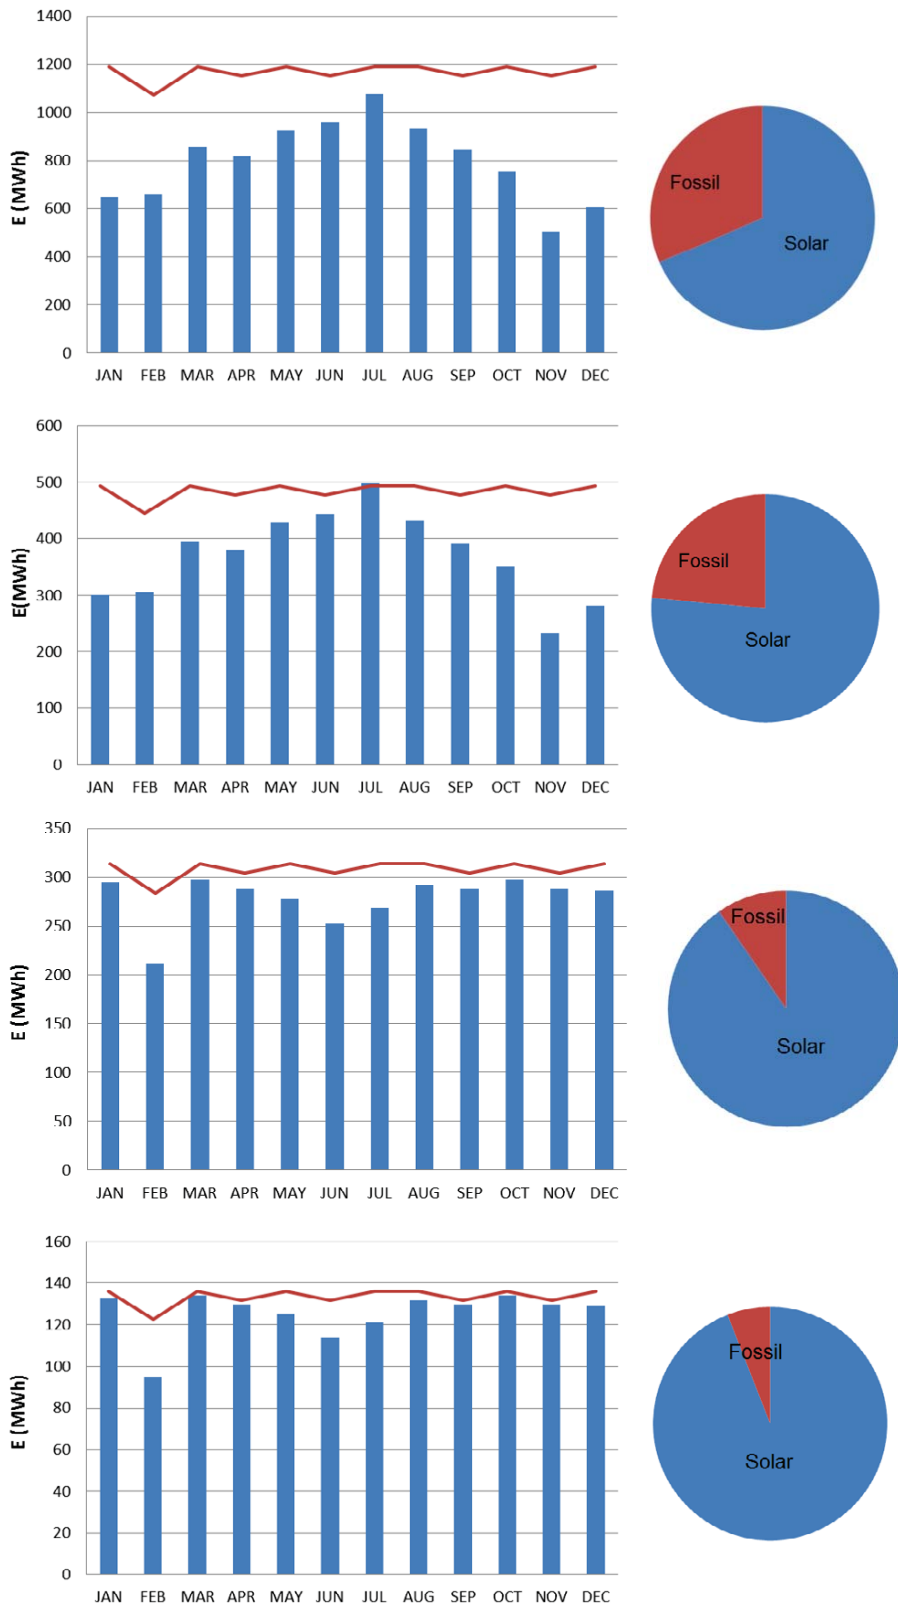 1400
1200
1000
800
600
400
200
0
E (MWh)
JAN FEB MAR APR MAY JUN JUL AUG SEP OCT NOV DEC
Fossil
Solar
600
500
400
300
200
100
0
E(MWh)
JAN FEB MAR APR MAY JUN JUL AUG SEP OCT NOV DEC
Fossil
Solar
350
300
250
200
150
100
50
0
E (MWh)
JAN FEB MAR APR MAY JUN JUL AUG SEP OCT NOV DEC
Fossil
Solar
160
140
120
100
80
60
40
20
0
E (MWh)
JAN FEB MAR APR MAY JUN JUL AUG SEP OCT NOV DEC
Fossil
Solar